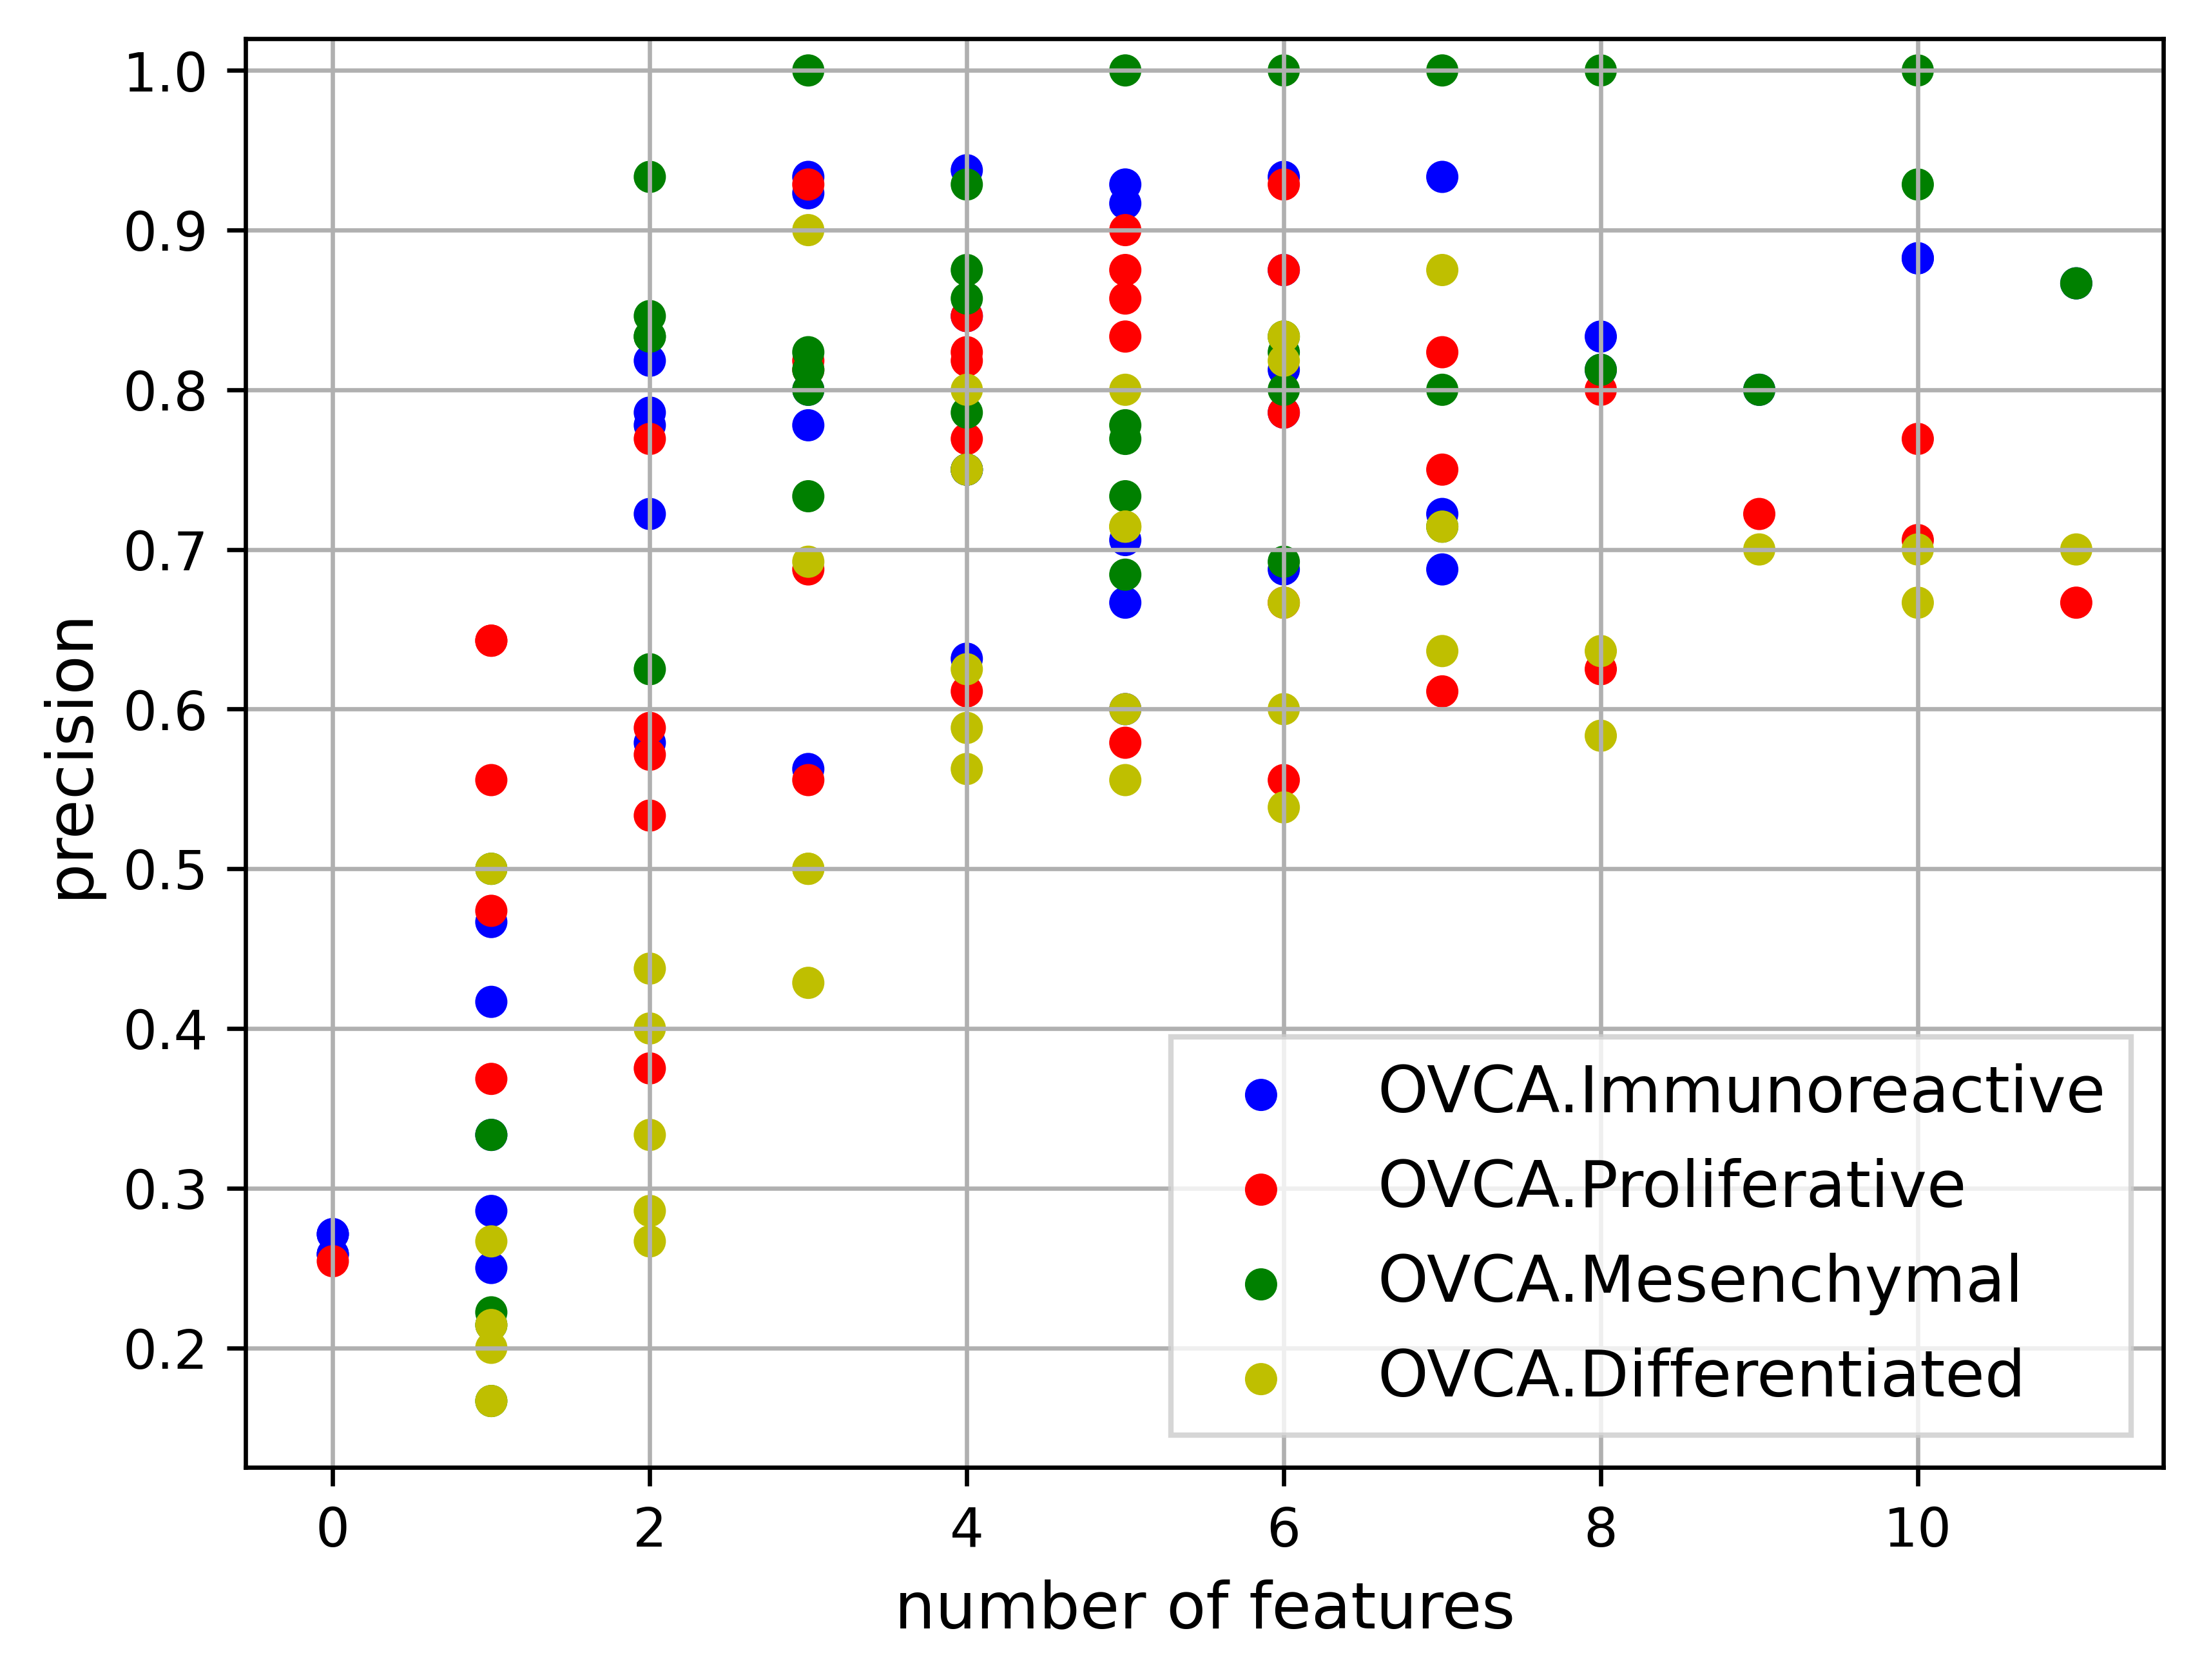 1.0
0.9
0.8
0.7
0.6
0.5
0.4
0.3
0.2
precision
OVCA.Immunoreactive
OVCA.Proliferative
OVCA.Mesenchymal
OVCA.Differentiated
0 2 4 6 8 10
number of features